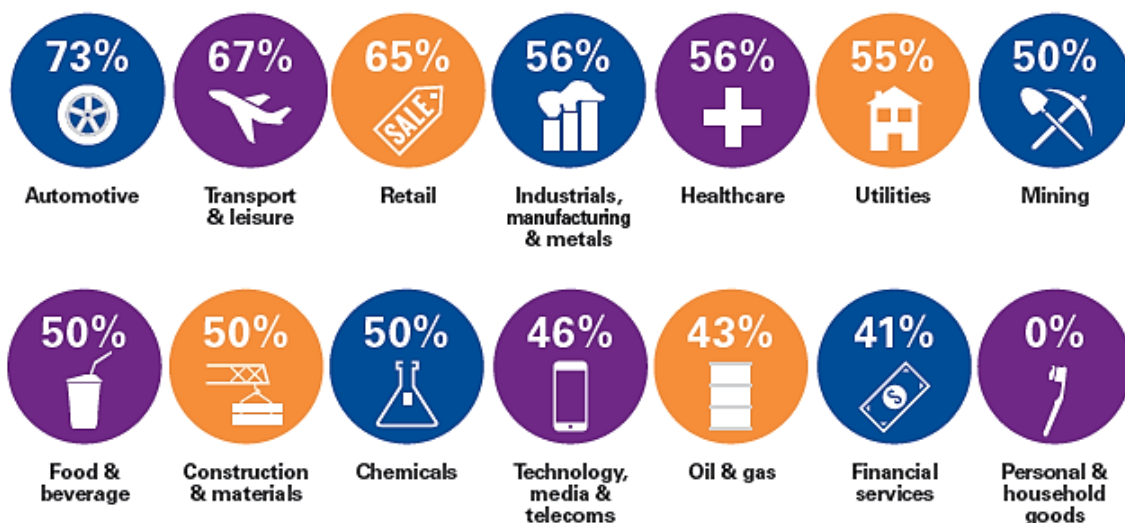 73%
67%
65%
56%
56%
55%
50%
SALE
Automotive
Transport
& leisure
Retail
Industrials,
manufacturing
& metals
Healthcare
Utilities
Mining
50%
50%
50%
46%
43%
41%
0%
$
Food &
beverage
Construction
& materials
Chemicals
Technology,
media &
telecoms
Oil & gas
Financial
services
Personal &
household
goods